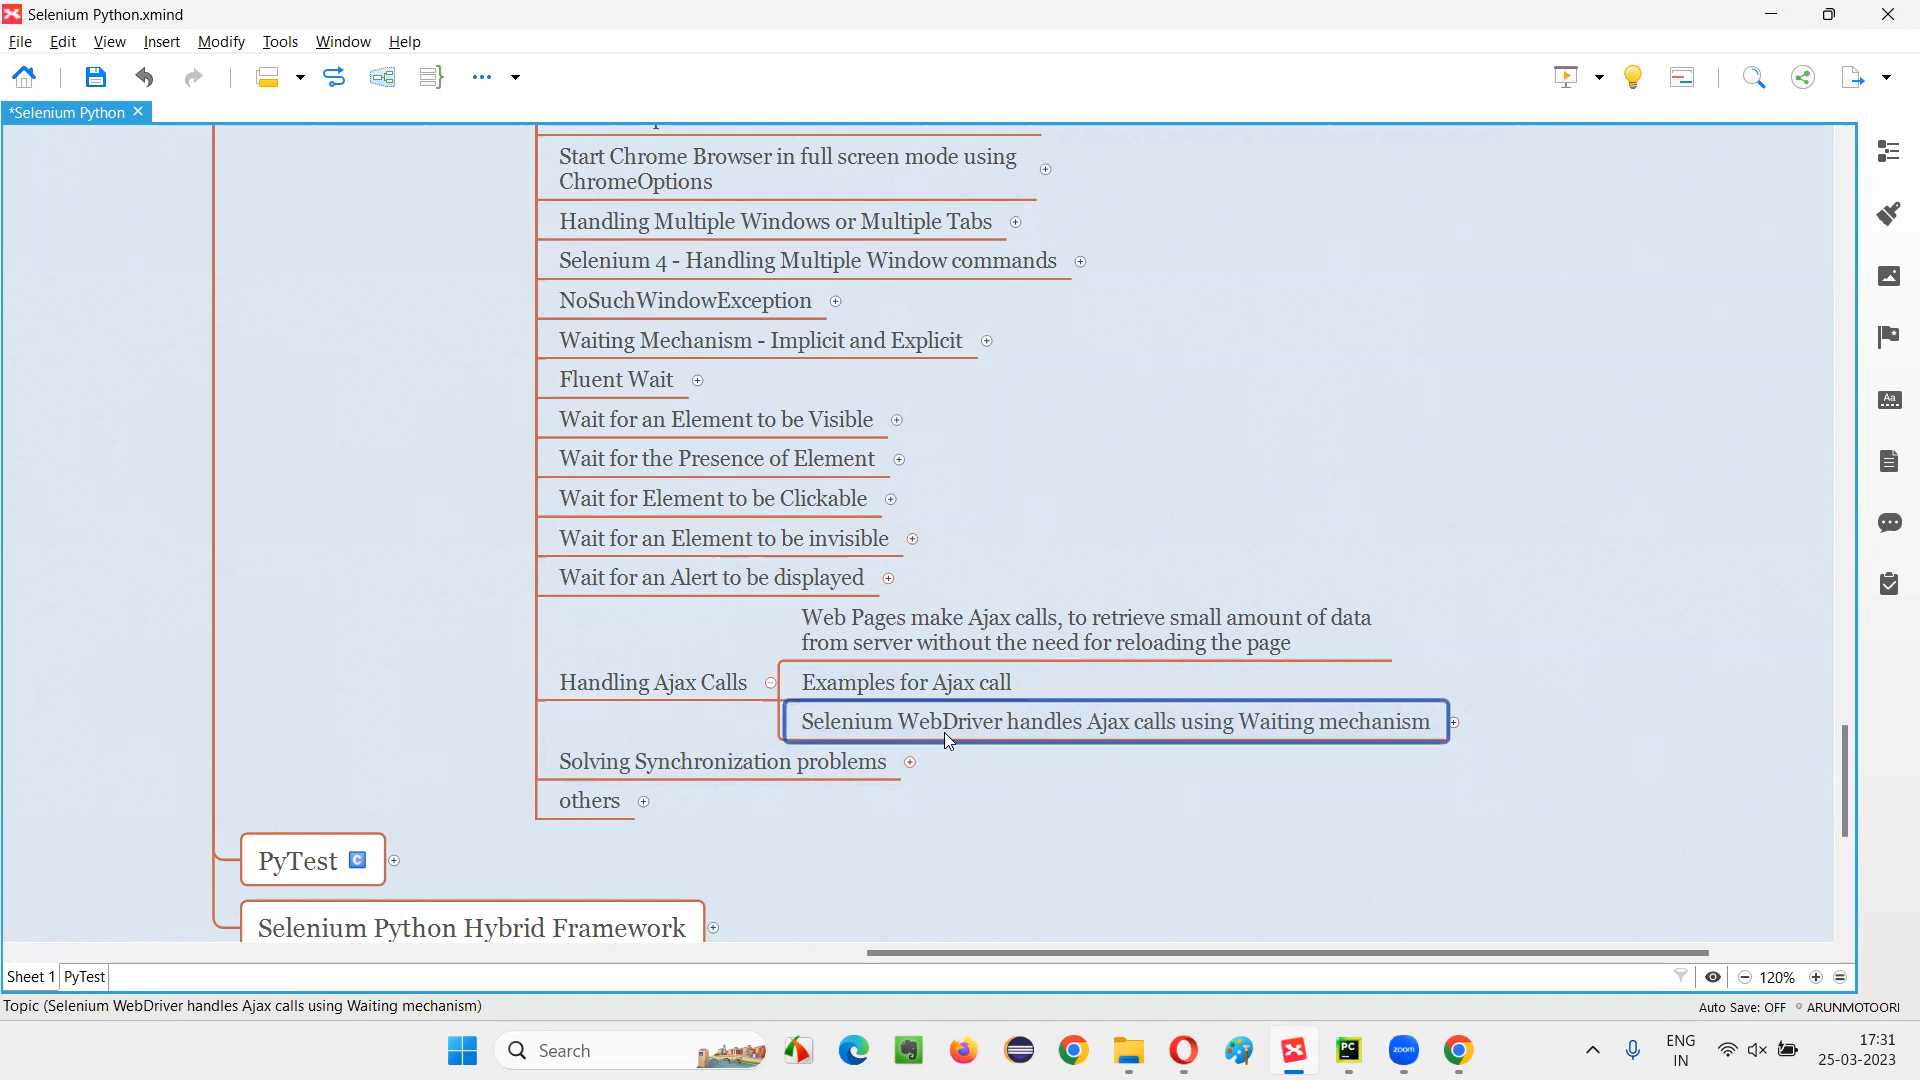 Selenium Python.xmind
File Edit View Insert Modify Tools Window Help
*Selenium Python
Start Chrome Browser in full screen mode using
ChromeOptions
Handling Multiple Windows or Multiple Tabs
Selenium 4 - Handling Multiple Window commands
NoSuchWindowException
Waiting Mechanism - Implicit and Explicit
Fluent Wait
Wait for an Element to be Visible
Wait for the Presence of Element
Wait for Element to be Clickable
Wait for an Element to be invisible
Wait for an Alert to be displayed
Web Pages make Ajax calls, to retrieve small amount of data
from server without the need for reloading the page
Handling Ajax Calls
Examples for Ajax call
Selenium WebDriver handles Ajax calls using Waiting mechanism
Solving Synchronization problems
others
PyTest C
Selenium Python Hybrid Framework
Sheet 1 PyTest
120%
Topic (Selenium WebDriver handles Ajax calls using Waiting mechanism)
Auto Save: OFF ARUNMOTOORI
Search
PC
zoom
ENG
IN
17:31
25-03-2023
Aa